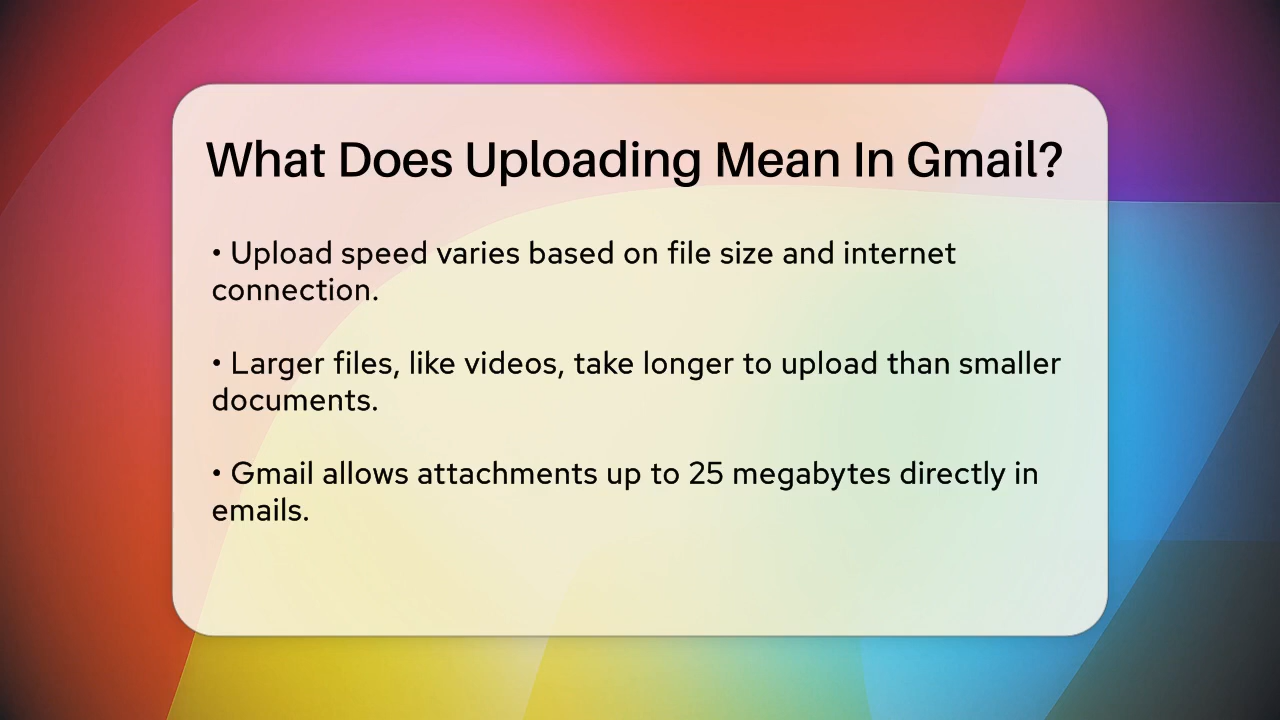 What Does Uploading Mean In Gmail?
• Upload speed varies based on file size and internet
connection.
• Larger files, like videos, take longer to upload than smaller
documents.
• Gmail allows attachments up to 25 megabytes directly in
emails.